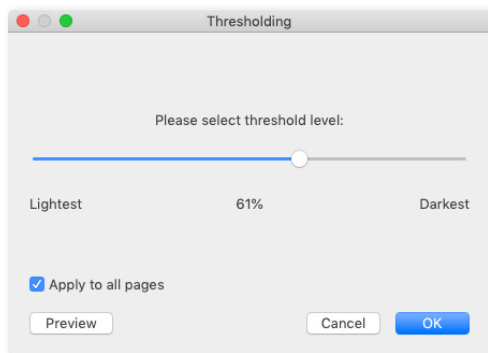 Thresholding
Please select threshold level:
Lightest 61% Darkest
Apply to all pages
Preview Cancel OK